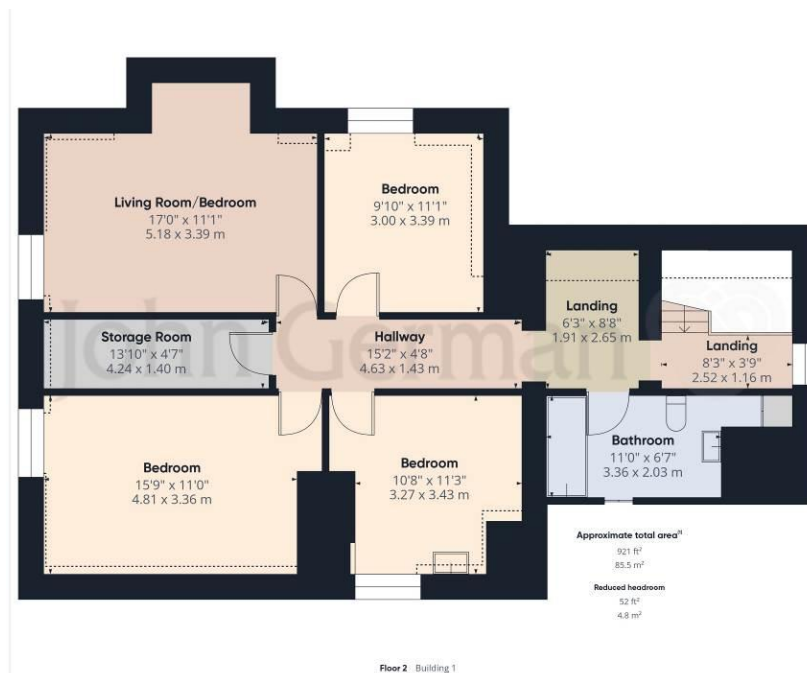 Living Room/Bedroom
17'0" x 11'1"
5.18 x 3.39 m
Bedroom
9'10" x 11'1"
3.00 x 3.39 m
Landing
6'3" x 8'8"
1.91 x 2.65 m
Landing
8'3" x 3'9"
2.52 x 1.16 m
Storage Room
13'10" x 4'7"
4.24 x 1.40 m
Hallway
15'2" x 4'8"
4.63 x 1.43 m
John German
Bedroom
15'9" x 11'0"
4.81 x 3.36 m
Bedroom
10'8" x 11'3"
3.27 x 3.43 m
Bathroom
11'0" x 6'7"
3.36 x 2.03 m
Approximate total area
921 ft²
85.5 m²
Reduced headroom
52 ft²
4.8 m²
Floor 2 Building 1